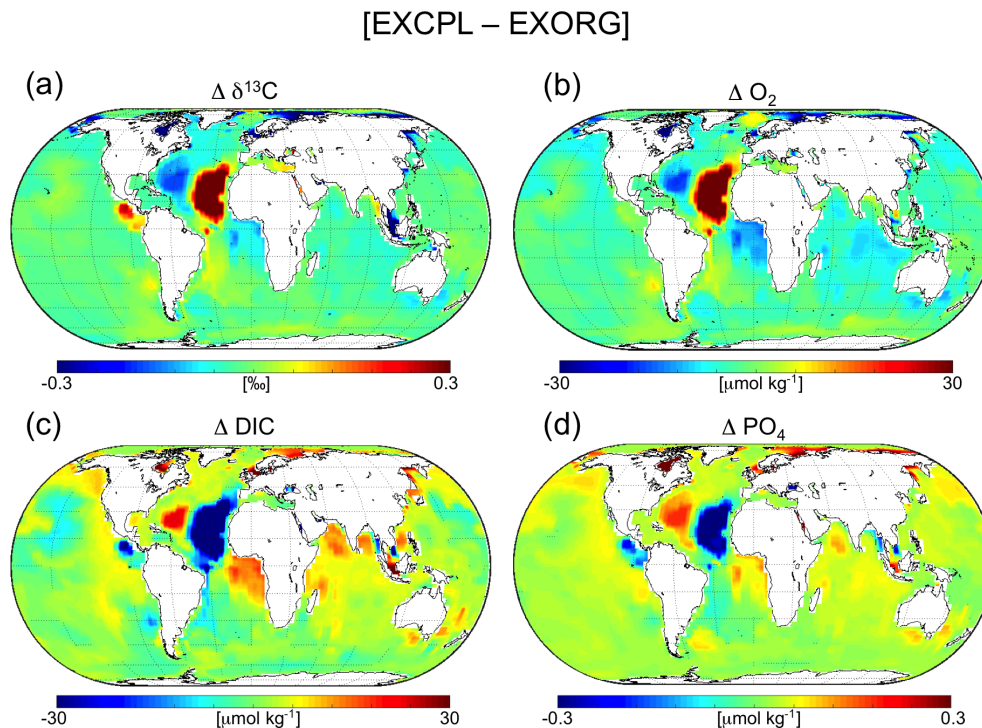 [EXCPL – EXORG]
(a) Δ δ¹³C
(b) Δ O₂
-0.3 [‰] 0.3
-30 [μmol kg⁻¹] 30
(c) Δ DIC
(d) Δ PO₄
-30 [μmol kg⁻¹] 30
-0.3 [μmol kg⁻¹] 0.3